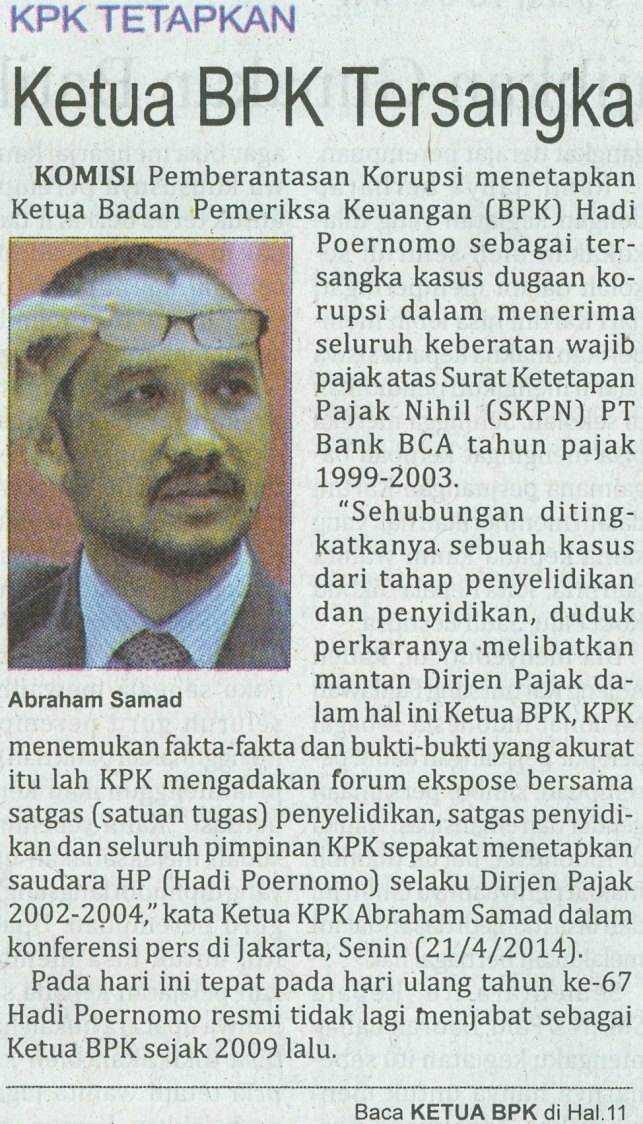 KPK TETAPKAN
Ketua BPK Tersangka
KOMISI Pemberantasan Korupsi menetapkan
Ketua Badan Pemeriksa Keuangan (BPK) Hadi
Poernomo sebagai ter-
sangka kasus dugaan ko-
rupsi dalam menerima
seluruh keberatan wajib
pajak atas Surat Ketetapan
Pajak Nihil (SKPN) PT
Bank BCA tahun pajak
1999-2003.
“Sehubungan diting-
katkanya sebuah kasus
dari tahap penyelidikan
dan penyidikan, duduk
perkaranya melibatkan
mantan Dirjen Pajak da-
lam hal ini Ketua BPK, KPK
menemukan fakta-fakta dan bukti-bukti yang akurat
itu lah KPK mengadakan forum ekspose bersama
satgas (satuan tugas) penyelidikan, satgas penyidi-
kan dan seluruh pimpinan KPK sepakat menetapkan
saudara HP (Hadi Poernomo) selaku Dirjen Pajak
2002-2004,” kata Ketua KPK Abraham Samad dalam
konferensi pers di Jakarta, Senin (21/4/2014).
Pada hari ini tepat pada hari ulang tahun ke-67
Hadi Poernomo resmi tidak lagi menjabat sebagai
Ketua BPK sejak 2009 lalu.
Abraham Samad
Baca KETUA BPK di Hal.11